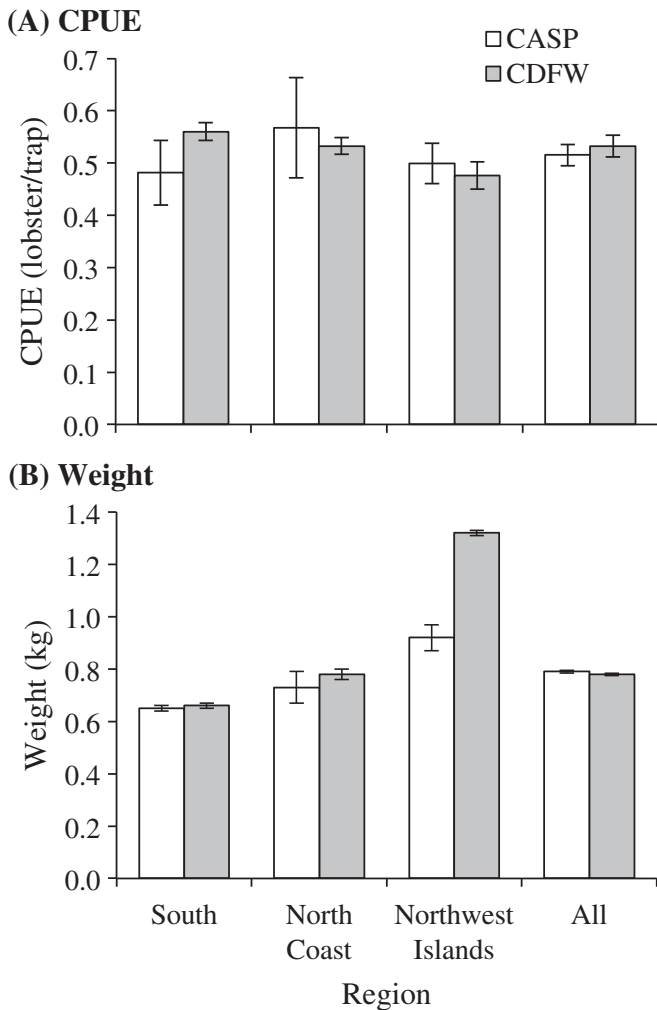 (A) CPUE
CASP
CDFW
0.7
0.6
0.5
0.4
0.3
0.2
0.1
0.0
CPUE (lobster/trap)
(B) Weight
1.4
1.2
1.0
0.8
0.6
0.4
0.2
0.0
Weight (kg)
South
North
Coast
Northwest
Islands
All
Region